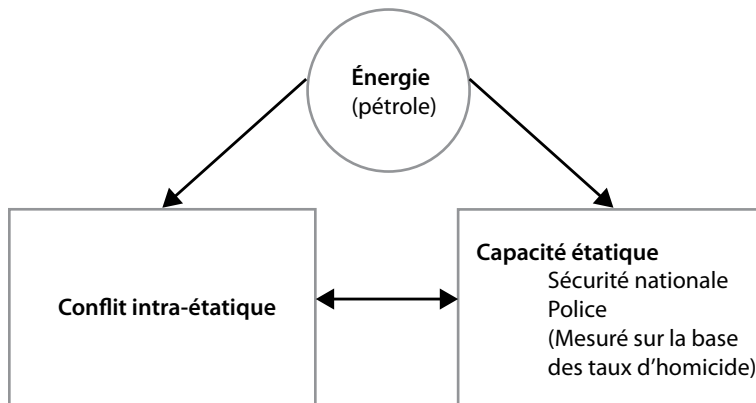 Énergie
(pétrole)
Conflit intra-étatique
Capacité étatique
Sécurité nationale
Police
(Mesuré sur la base
des taux d’homicide)